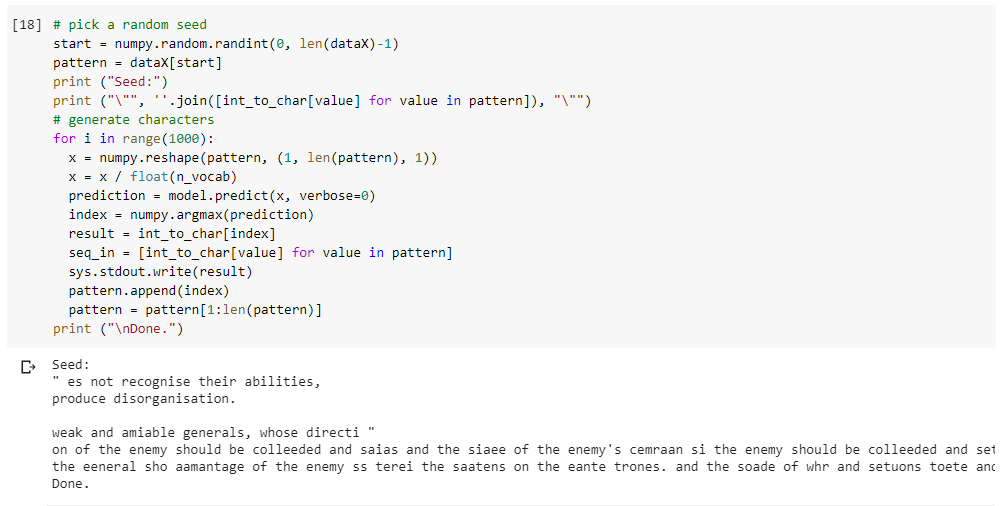 [18] # pick a random seed
start = numpy.random.randint(0, len(dataX)-1)
pattern = dataX[start]
print ("Seed:")
print ("\"", ''.join([int_to_char[value] for value in pattern]), "\"")
# generate characters
for i in range(1000):
  x = numpy.reshape(pattern, (1, len(pattern), 1))
  x = x / float(n_vocab)
  prediction = model.predict(x, verbose=0)
  index = numpy.argmax(prediction)
  result = int_to_char[index]
  seq_in = [int_to_char[value] for value in pattern]
  sys.stdout.write(result)
  pattern.append(index)
  pattern = pattern[1:len(pattern)]
print ("\nDone.")
Seed:
" es not recognise their abilities,
produce disorganisation.
weak and amiable generals, whose directi "
on of the enemy should be colleeded and saias and the siaee of the enemy's cemraan si the enemy should be colleeded and set
the eeneral sho aamantage of the enemy ss terei the saatens on the eante trones. and the soade of whr and setuons toete and
Done.